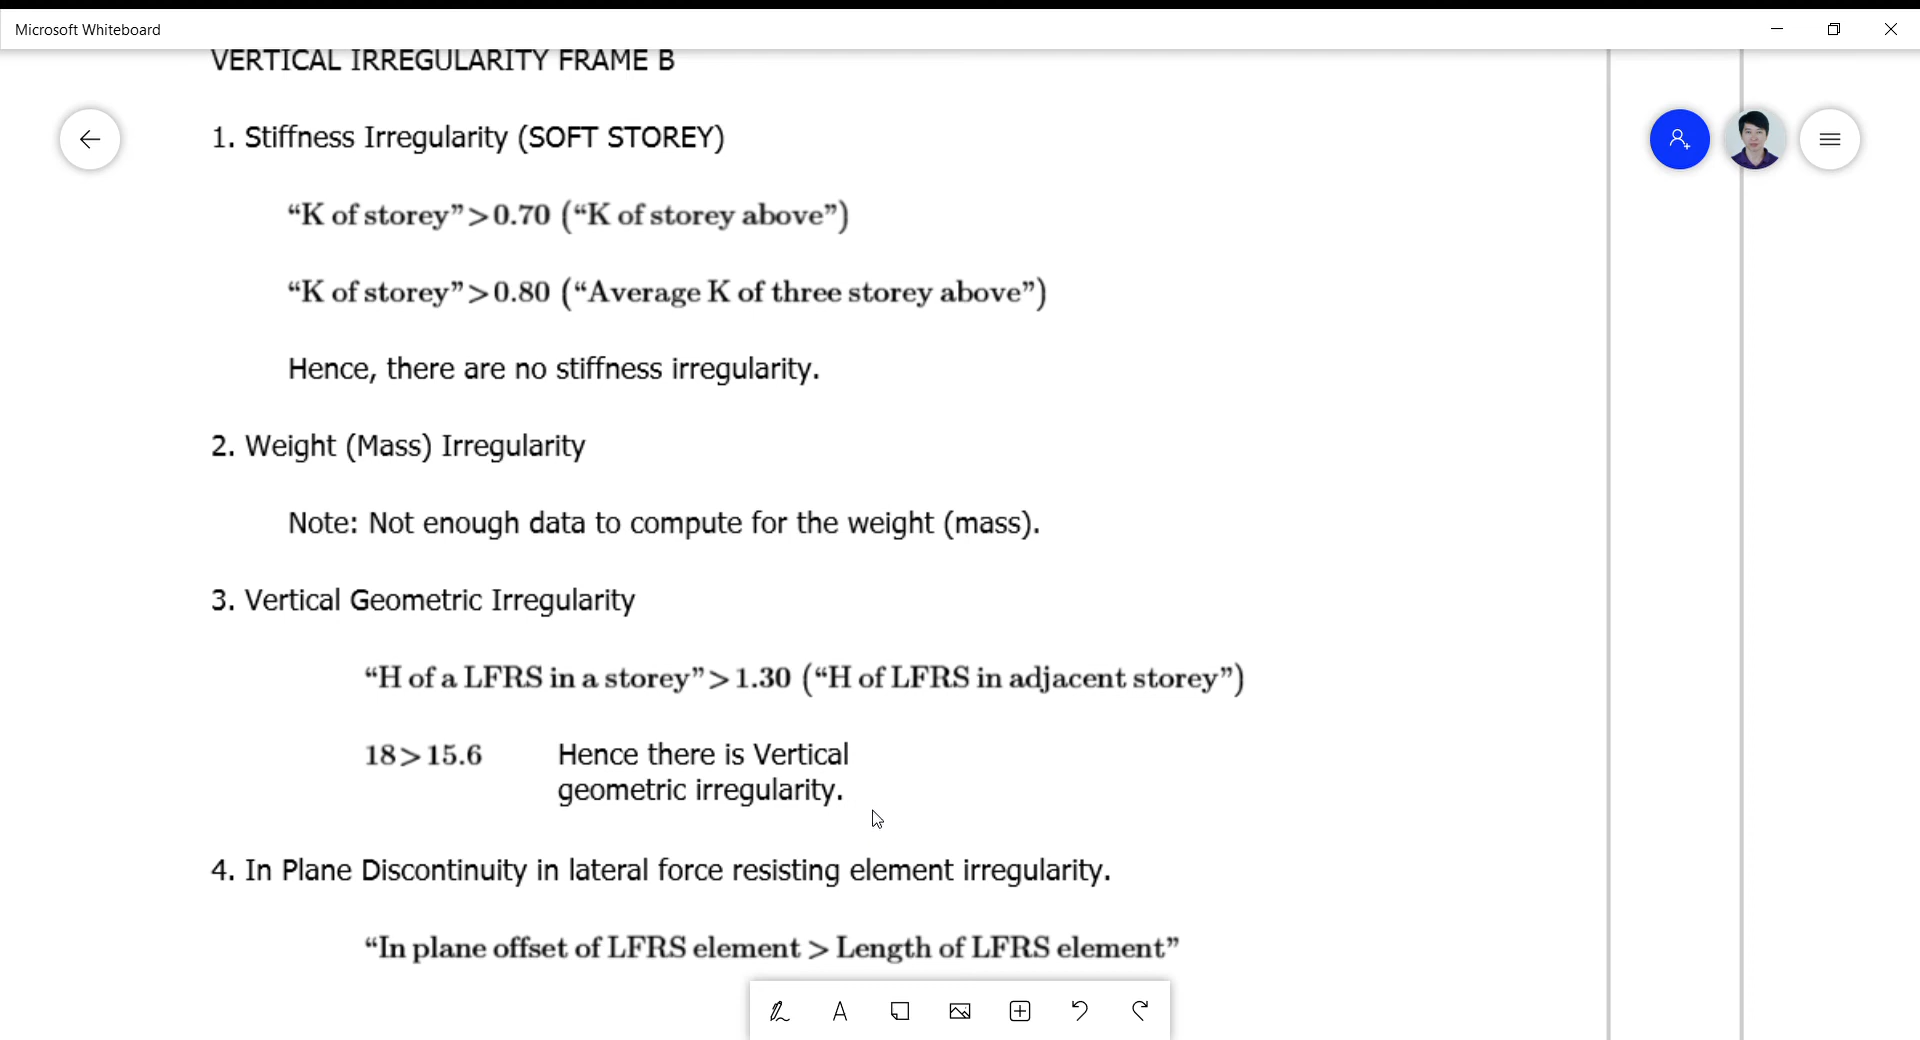 Microsoft Whiteboard
VERTICAL IRREGULARITY FRAME B
1. Stiffness Irregularity (SOFT STOREY)
“K of storey”>0.70 (“K of storey above”)
“K of storey”>0.80 (“Average K of three storey above”)
Hence, there are no stiffness irregularity.
2. Weight (Mass) Irregularity
Note: Not enough data to compute for the weight (mass).
3. Vertical Geometric Irregularity
“H of a LFRS in a storey”>1.30 (“H of LFRS in adjacent storey”)
18>15.6 Hence there is Vertical
geometric irregularity.
4. In Plane Discontinuity in lateral force resisting element irregularity.
“In plane offset of LFRS element > Length of LFRS element”